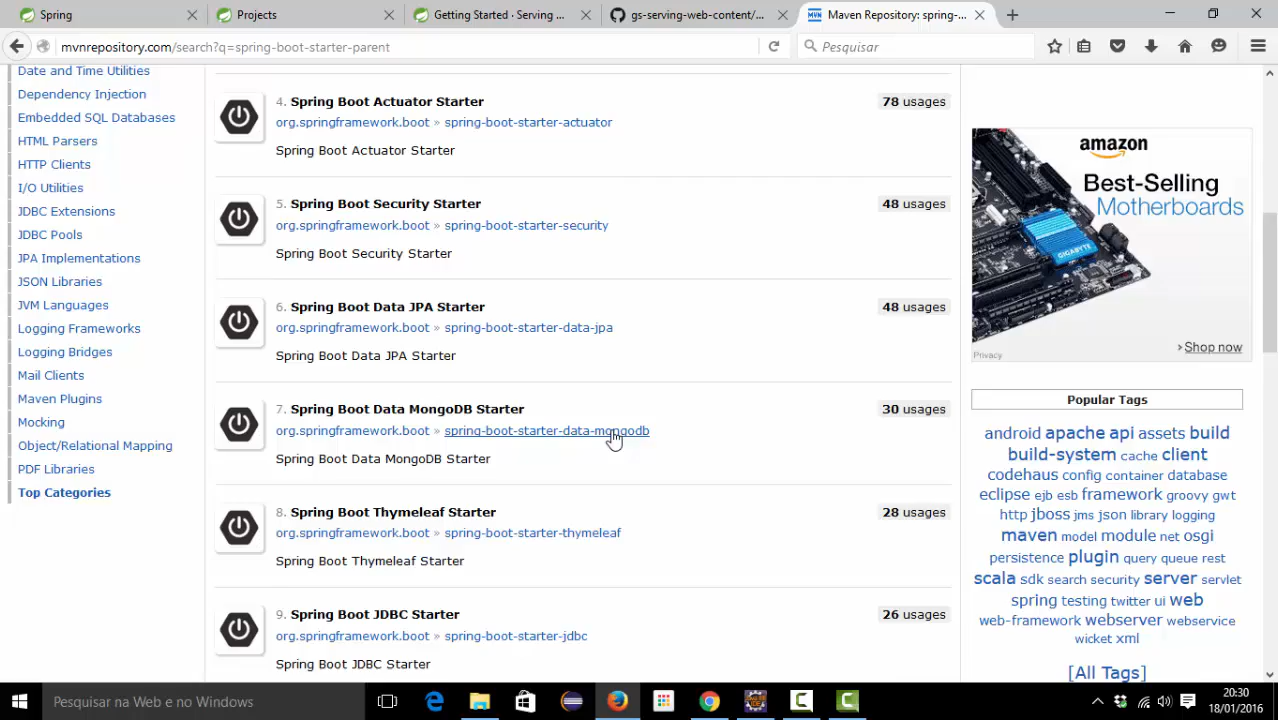 Spring
Projects
Getting Started · Serving ...
gs-serving-web-content/...
MVN Maven Repository: spring-...
mvnrepository.com/search?q=spring-boot-starter-parent
Pesquisar
Date and Time Utilities
Dependency Injection
Embedded SQL Databases
HTML Parsers
HTTP Clients
I/O Utilities
JDBC Extensions
JDBC Pools
JPA Implementations
JSON Libraries
JVM Languages
Logging Frameworks
Logging Bridges
Mail Clients
Maven Plugins
Mocking
Object/Relational Mapping
PDF Libraries
Top Categories
4. Spring Boot Actuator Starter
78 usages
org.springframework.boot » spring-boot-starter-actuator
Spring Boot Actuator Starter
5. Spring Boot Security Starter
48 usages
org.springframework.boot » spring-boot-starter-security
Spring Boot Security Starter
6. Spring Boot Data JPA Starter
48 usages
org.springframework.boot » spring-boot-starter-data-jpa
Spring Boot Data JPA Starter
7. Spring Boot Data MongoDB Starter
30 usages
org.springframework.boot » spring-boot-starter-data-mongodb
Spring Boot Data MongoDB Starter
8. Spring Boot Thymeleaf Starter
28 usages
org.springframework.boot » spring-boot-starter-thymeleaf
Spring Boot Thymeleaf Starter
9. Spring Boot JDBC Starter
26 usages
org.springframework.boot » spring-boot-starter-jdbc
Spring Boot JDBC Starter
amazon
Best-Selling
Motherboards
GIGABYTE
Privacy
› Shop now
Popular Tags
android apache api assets build
build-system cache client
codehaus config container database
eclipse ejb esb framework groovy gwt
http jboss jms json library logging
maven model module net osgi
persistence plugin query queue rest
scala sdk search security server servlet
spring testing twitter ui web
web-framework webserver webservice
wicket xml
[All Tags]
Pesquisar na Web e no Windows
20:30
18/01/2016